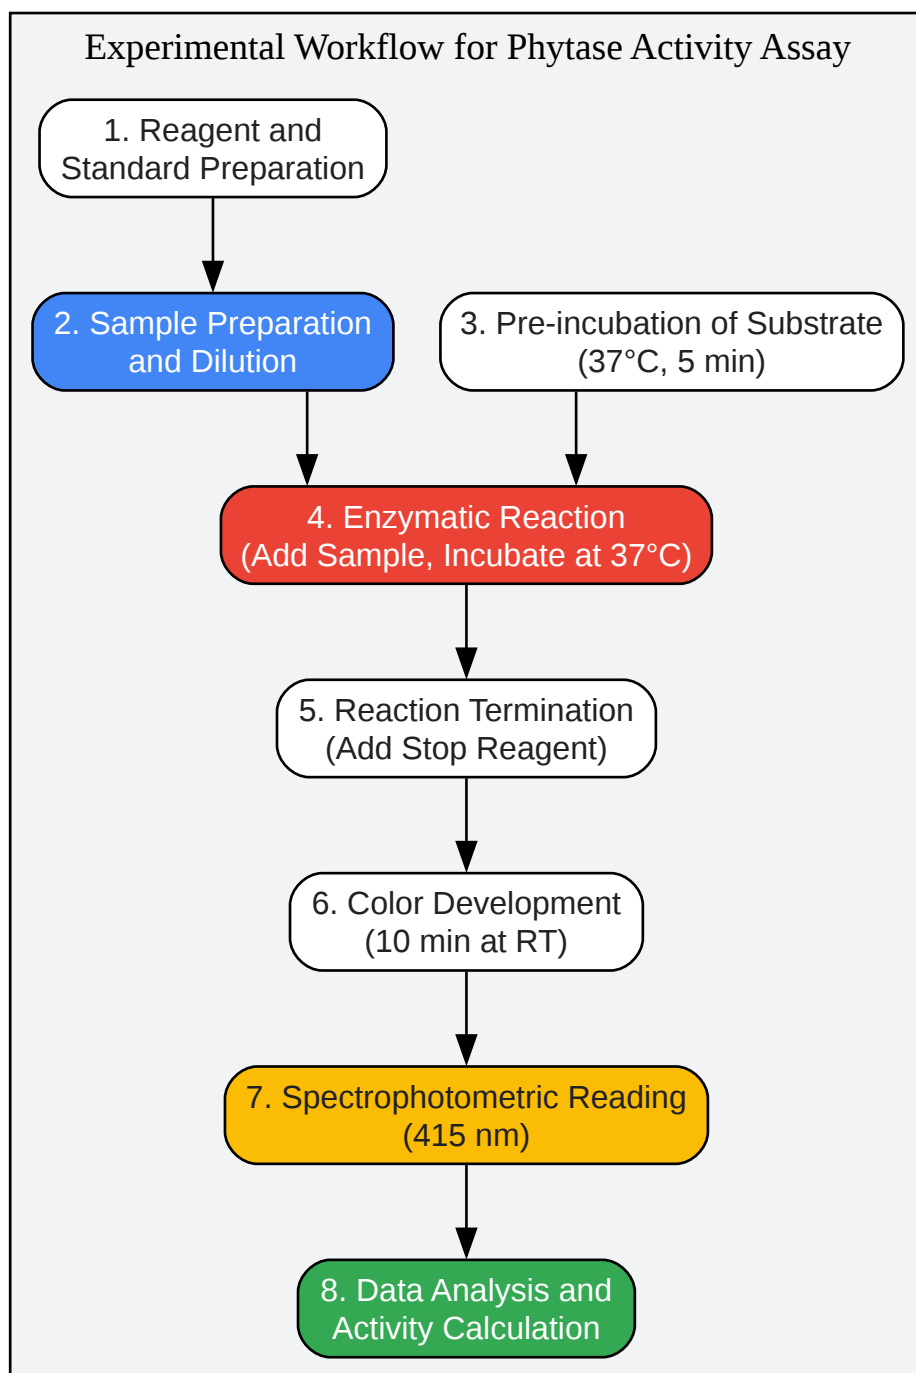 Experimental Workflow for Phytase Activity Assay
1. Reagent and
Standard Preparation
2. Sample Preparation
and Dilution
3. Pre-incubation of Substrate
(37°C, 5 min)
4. Enzymatic Reaction
(Add Sample, Incubate at 37°C)
5. Reaction Termination
(Add Stop Reagent)
6. Color Development
(10 min at RT)
7. Spectrophotometric Reading
(415 nm)
8. Data Analysis and
Activity Calculation